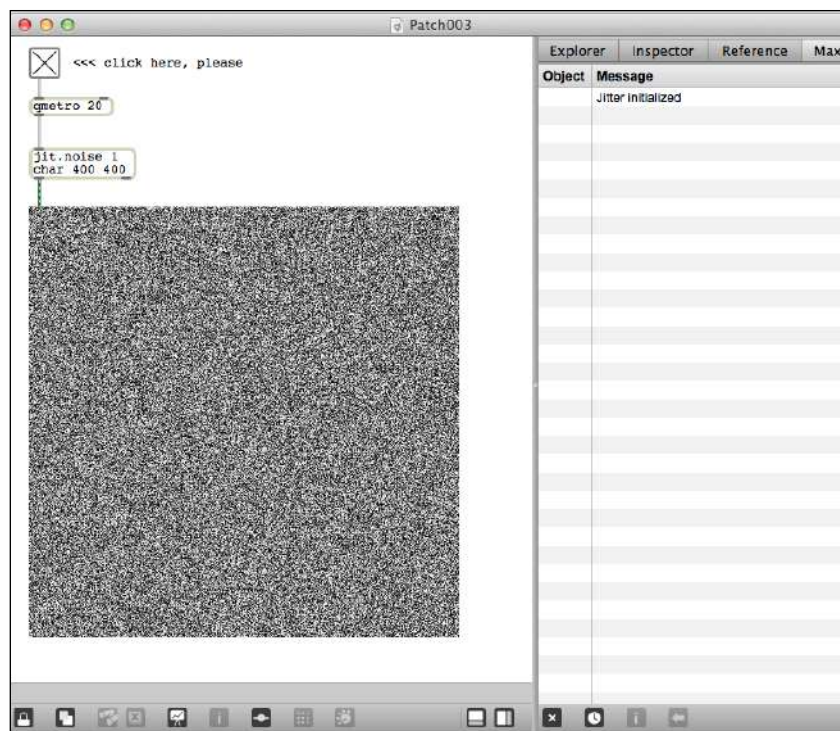 Patch003
<<< click here, please
qmetro 20
jit.noise 1
char 400 400
Explorer Inspector Reference Max
Object Message
Jitter initialized